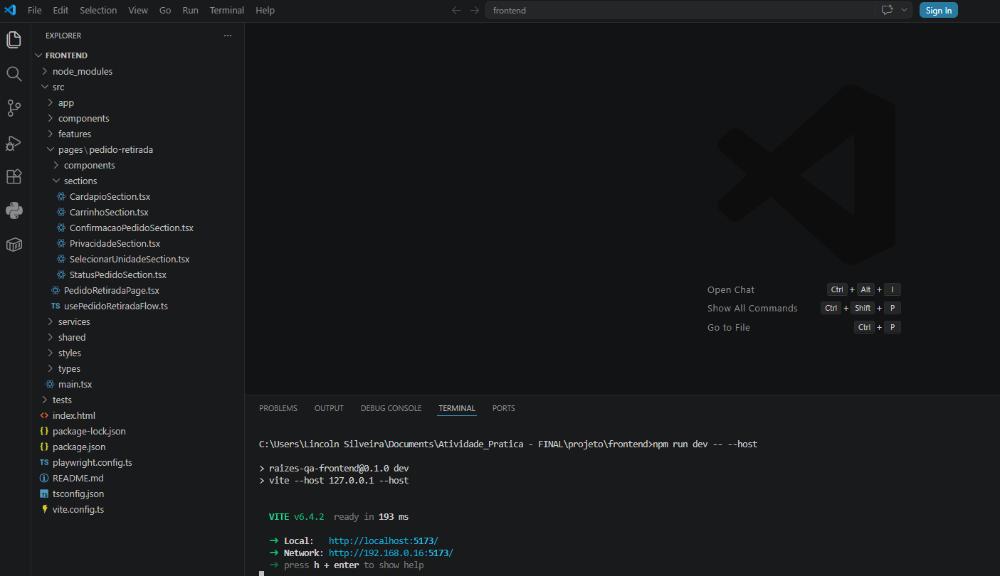 File Edit Selection View Go Run Terminal Help
frontend
Sign In
EXPLORER
FRONTEND
node_modules
src
app
components
features
pages\pedido-retirada
components
sections
CardapioSection.tsx
CarrinhoSection.tsx
ConfirmacaoPedidoSection.tsx
PrivacidadeSection.tsx
SelecionarUnidadeSection.tsx
StatusPedidoSection.tsx
PedidoRetiradaPage.tsx
TS usePedidoRetiradaFlow.ts
services
shared
styles
types
main.tsx
tests
<> index.html
{} package-lock.json
{} package.json
TS playwright.config.ts
README.md
TS tsconfig.json
vite.config.ts
Open Chat Ctrl + Alt + I
Show All Commands Ctrl + Shift + P
Go to File Ctrl + P
PROBLEMS OUTPUT DEBUG CONSOLE TERMINAL PORTS
C:\Users\Lincoln Silveira\Documents\Atividade_Pratica - FINAL\projeto\frontend>npm run dev -- --host
> raizes-qa-frontend@0.1.0 dev
> vite --host 127.0.0.1 --host
VITE v6.4.2 ready in 193 ms
➜ Local: http://localhost:5173/
➜ Network: http://192.168.0.16:5173/
➜ press h + enter to show help